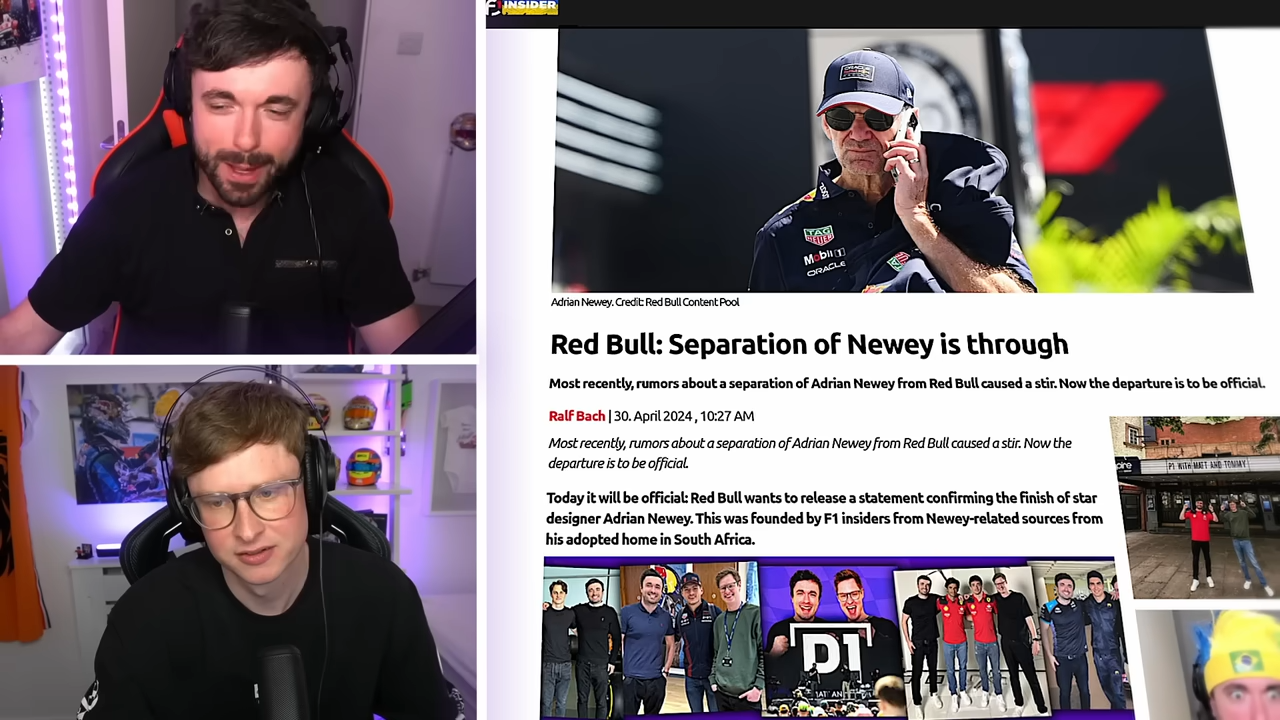 F1 INSIDER
ORACLE
TAG
HEUER
Mobil 1
ORACLE
Adrian Newey. Credit: Red Bull Content Pool
Red Bull: Separation of Newey is through
Most recently, rumors about a separation of Adrian Newey from Red Bull caused a stir. Now the departure is to be official.
Ralf Bach | 30. April 2024 , 10:27 AM
Most recently, rumors about a separation of Adrian Newey from Red Bull caused a stir. Now the
departure is to be official.
Today it will be official: Red Bull wants to release a statement confirming the finish of star
designer Adrian Newey. This was founded by F1 insiders from Newey-related sources from
his adopted home in South Africa.
P1 WITH MATT AND TOMMY
P1